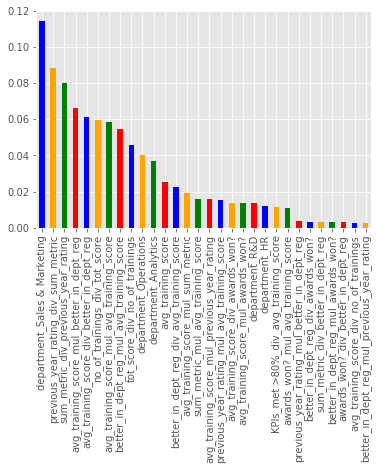 0.12
0.10
0.08
0.06
0.04
0.02
0.00
department_Sales & Marketing
previous_year_rating_div_sum_metric
sum_metric_div_previous_year_rating
avg_training_score_mul_better_in_dept_reg
avg_training_score_div_better_in_dept_reg
no_of_trainings_div_tot_score
avg_training_score_mul_avg_training_score
better_in_dept_reg_mul_avg_training_score
tot_score_div_no_of_trainings
department_Operations
department_Analytics
avg_training_score
better_in_dept_reg_div_avg_training_score
avg_training_score_mul_sum_metric
sum_metric_mul_avg_training_score
avg_training_score_mul_previous_year_rating
previous_year_rating_mul_avg_training_score
avg_training_score_div_awards_won?
avg_training_score_mul_awards_won?
department_R&D
department_HR
KPIs_met >80%_div_avg_training_score
awards_won?_mul_avg_training_score
previous_year_rating_mul_better_in_dept_reg
better_in_dept_reg_div_awards_won?
sum_metric_div_better_in_dept_reg
better_in_dept_reg_mul_awards_won?
awards_won?_div_better_in_dept_reg
avg_training_score_div_no_of_trainings
better_in_dept_reg_mul_previous_year_rating